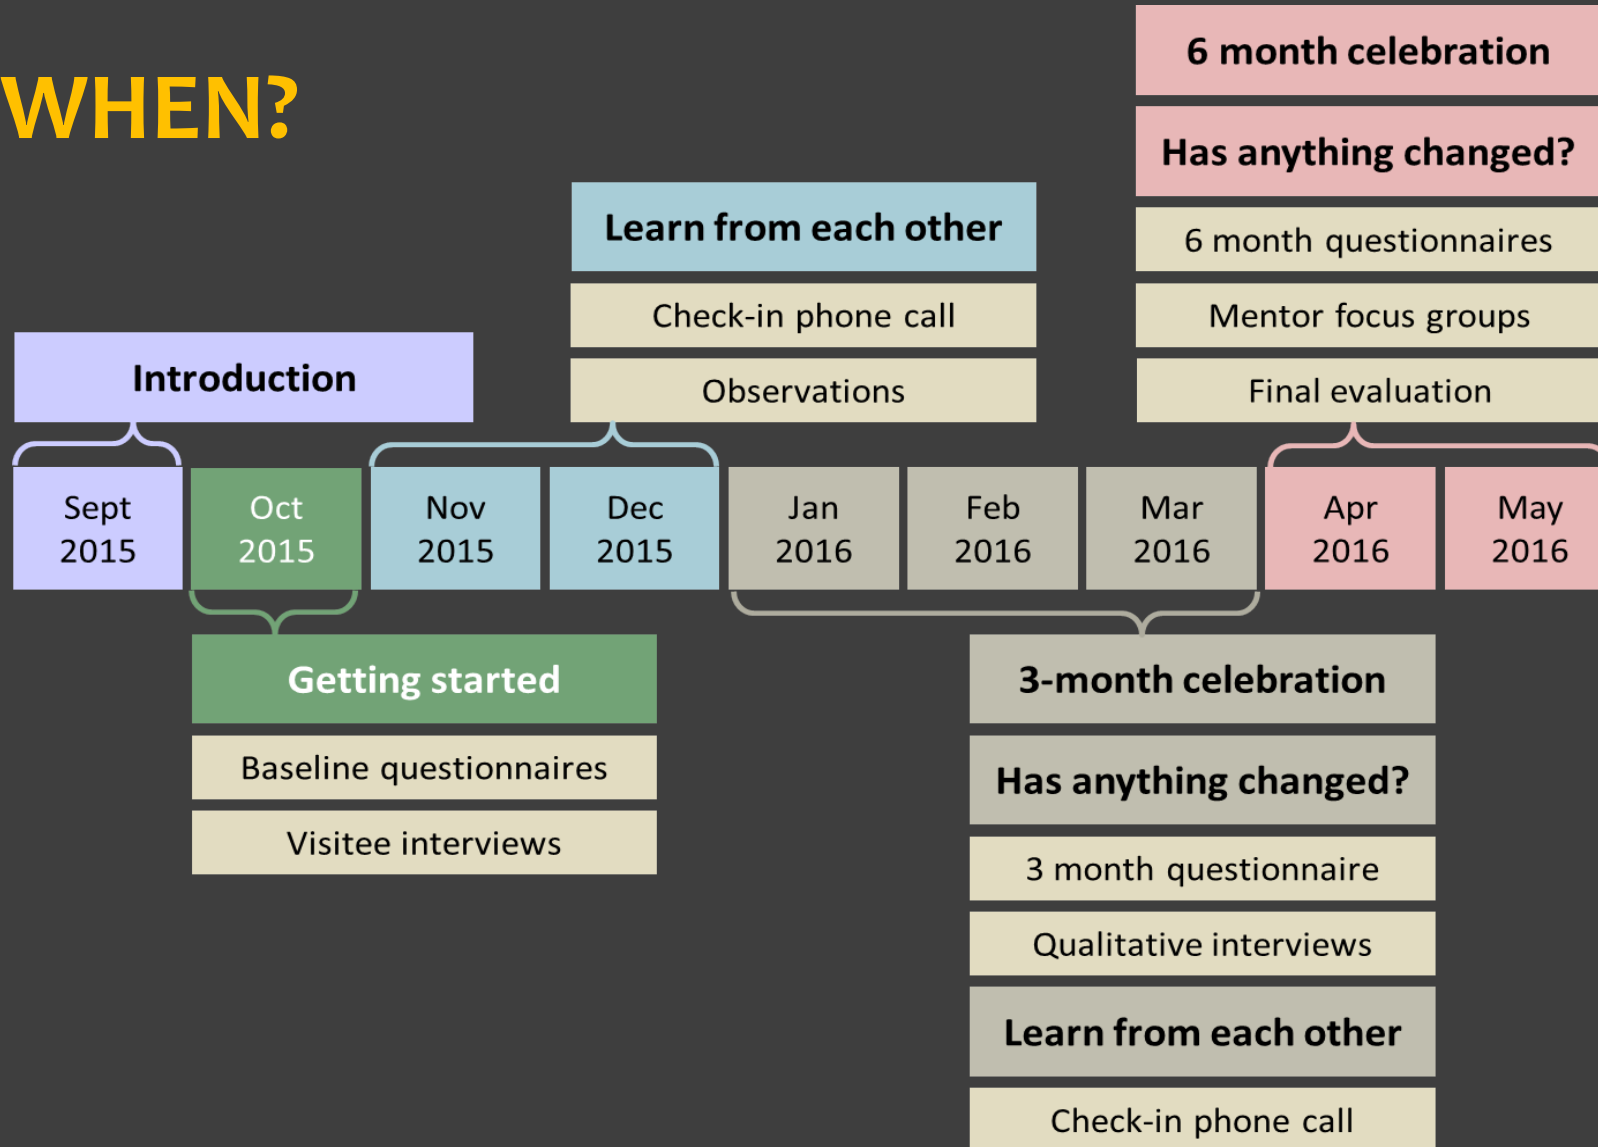 WHEN?
6 month celebration
Has anything changed?
6 month questionnaires
Mentor focus groups
Final evaluation
Learn from each other
Check-in phone call
Observations
Introduction
Sept
2015
Oct
2015
Nov
2015
Dec
2015
Jan
2016
Feb
2016
Mar
2016
Apr
2016
May
2016
Getting started
Baseline questionnaires
Visitee interviews
3-month celebration
Has anything changed?
3 month questionnaire
Qualitative interviews
Learn from each other
Check-in phone call